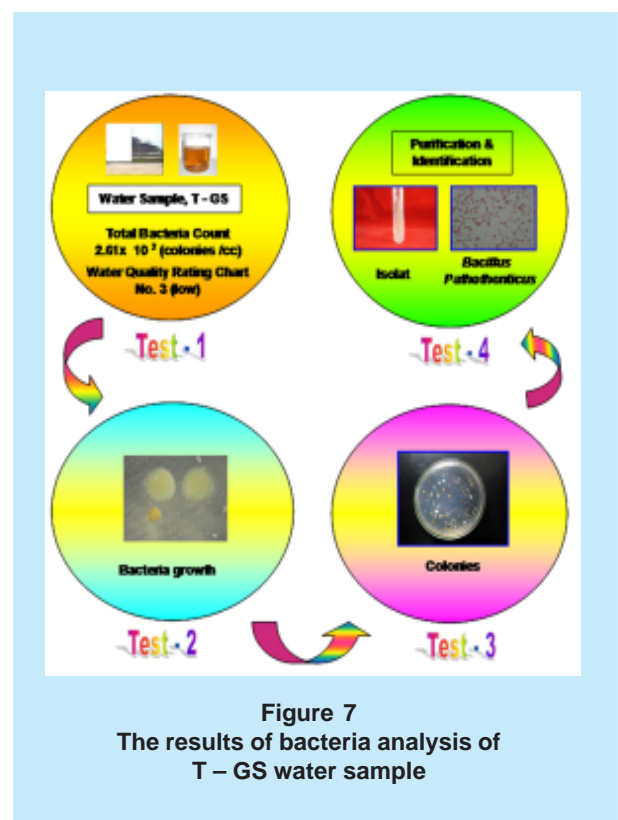 Water Sample, T - GS
Total Bacteria Count
2.61x 10 ² (colonies /cc)
Water Quality Rating Chart
No. 3 (low)
Test - 1
Bacteria growth
Test - 2
Colonies
Test - 3
Purification &
Identification
Isolat
Bacillus
Pathothenticus
Test - 4
Figure 7
The results of bacteria analysis of
T – GS water sample